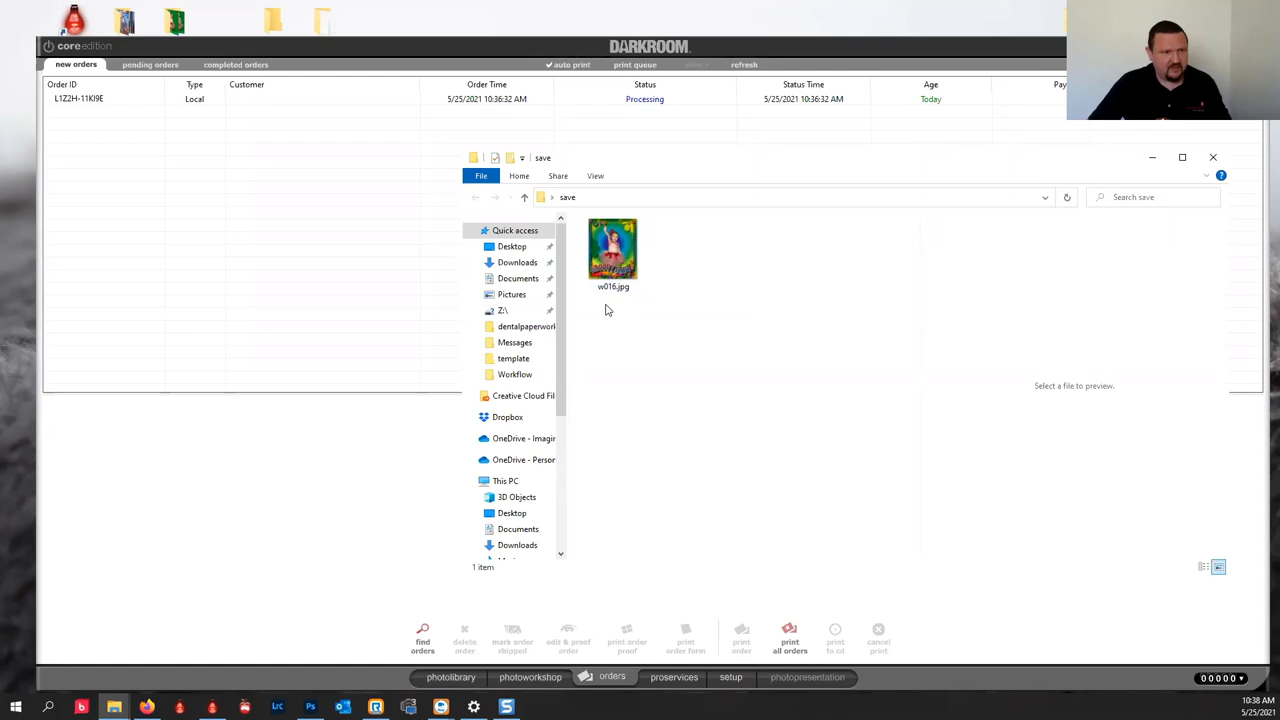 core edition
DARKROOM
new orders pending orders completed orders auto print print queue view refresh
Order ID Type Customer Order Time Status Status Time Age Pay
L1Z2H-11KI9E Local 5/25/2021 10:36:32 AM Processing 5/25/2021 10:36:32 AM Today
save
File Home Share View
save Search save
Quick access
Desktop
Downloads
Documents
Pictures
Z:\
dentalpaperwork
Messages
template
Workflow
Creative Cloud Fil
Dropbox
OneDrive - Imagin
OneDrive - Person
This PC
3D Objects
Desktop
Documents
Downloads
w016.jpg
Select a file to preview.
1 item
find orders
delete order
mark order shipped
edit & proof order
print order proof
print order form
print order
print all orders
print to cd
cancel print
photolibrary photoworkshop orders proservices setup photopresentation 00000
10:38 AM
5/25/2021